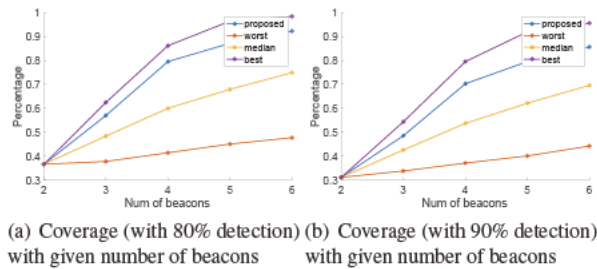 1
0.9
0.8
0.7
0.6
0.5
0.4
0.3
Percentage
2 3 4 5 6
Num of beacons
proposed
worst
median
best
1
0.9
0.8
0.7
0.6
0.5
0.4
0.3
Percentage
2 3 4 5 6
Num of beacons
proposed
worst
median
best
(a) Coverage (with 80% detection)
with given number of beacons
(b) Coverage (with 90% detection)
with given number of beacons